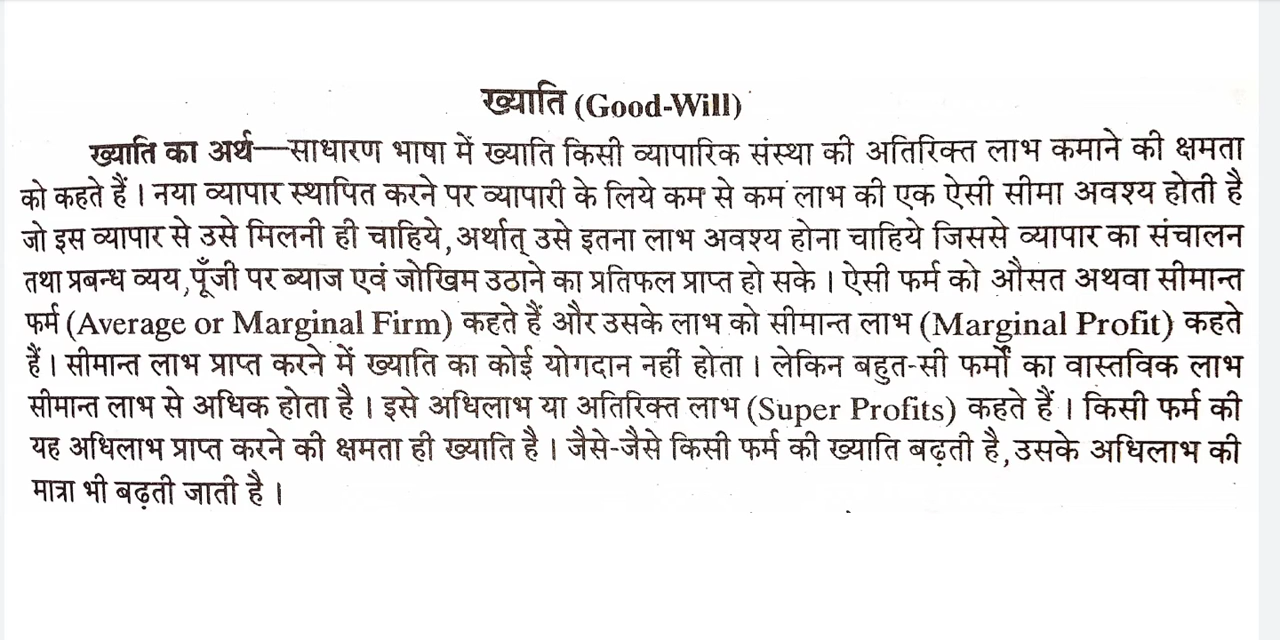 ख्याति (Good-Will)
ख्याति का अर्थ—साधारण भाषा में ख्याति किसी व्यापारिक संस्था की अतिरिक्त लाभ कमाने की क्षमता
को कहते हैं । नया व्यापार स्थापित करने पर व्यापारी के लिये कम से कम लाभ की एक ऐसी सीमा अवश्य होती है
जो इस व्यापार से उसे मिलनी ही चाहिये, अर्थात् उसे इतना लाभ अवश्य होना चाहिये जिससे व्यापार का संचालन
तथा प्रबन्ध व्यय, पूँजी पर ब्याज एवं जोखिम उठाने का प्रतिफल प्राप्त हो सके । ऐसी फर्म को औसत अथवा सीमान्त
फर्म (Average or Marginal Firm) कहते हैं और उसके लाभ को सीमान्त लाभ (Marginal Profit) कहते
हैं । सीमान्त लाभ प्राप्त करने में ख्याति का कोई योगदान नहीं होता । लेकिन बहुत-सी फर्मों का वास्तविक लाभ
सीमान्त लाभ से अधिक होता है । इसे अधिलाभ या अतिरिक्त लाभ (Super Profits) कहते हैं । किसी फर्म की
यह अधिलाभ प्राप्त करने की क्षमता ही ख्याति है । जैसे-जैसे किसी फर्म की ख्याति बढ़ती है, उसके अधिलाभ की
मात्रा भी बढ़ती जाती है ।